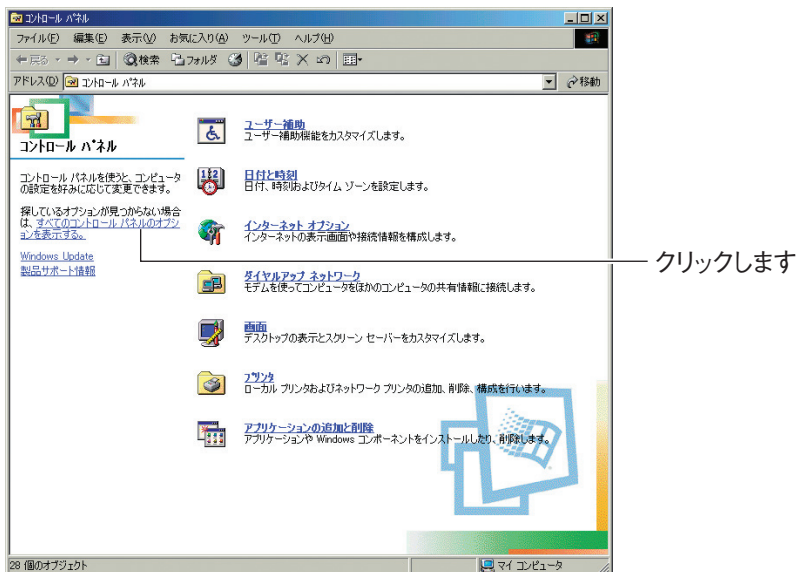 コントロール パネル
ファイル(F) 編集(E) 表示(V) お気に入り(A) ツール(T) ヘルプ(H)
戻る 検索 フォルダ
アドレス(D) コントロール パネル 移動
コントロール パネル
コントロール パネルを使うと、コンピュータ
の設定を好みに応じて変更できます。
探しているオプションが見つからない場合
は、すべてのコントロール パネルのオプシ
ョンを表示する。
Windows Update
製品サポート情報
ユーザー補助
ユーザー補助機能をカスタマイズします。
日付と時刻
日付、時刻およびタイム ゾーンを設定します。
インターネット オプション
インターネットの表示画面や接続情報を構成します。
ダイヤルアップ ネットワーク
モデムを使ってコンピュータをほかのコンピュータの共有情報に接続します。
画面
デスクトップの表示とスクリーン セーバーをカスタマイズします。
プリンタ
ローカル プリンタおよびネットワーク プリンタの追加、削除、構成を行います。
アプリケーションの追加と削除
アプリケーションや Windows コンポーネントをインストールしたり、削除します。
クリックします
28 個のオブジェクト マイ コンピュータ